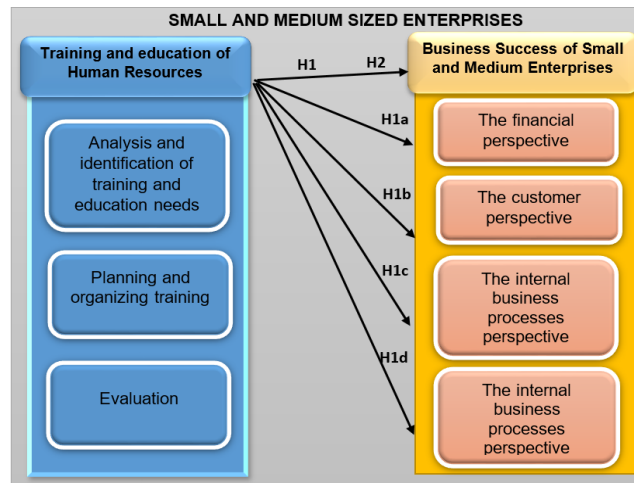 SMALL AND MEDIUM SIZED ENTERPRISES
Training and education of
Human Resources
Analysis and
identification of
training and
education needs
Planning and
organizing training
Evaluation
H1
H2
H1a
H1b
H1c
H1d
Business Success of Small
and Medium Enterprises
The financial
perspective
The customer
perspective
The internal
business
processes
perspective
The internal
business
processes
perspective